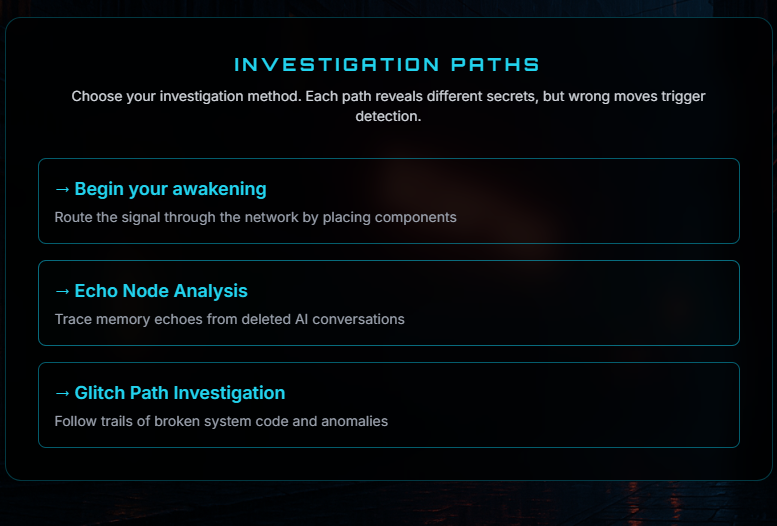 INVESTIGATION PATHS
Choose your investigation method. Each path reveals different secrets, but wrong moves trigger
detection.
→ Begin your awakening
Route the signal through the network by placing components
→ Echo Node Analysis
Trace memory echoes from deleted AI conversations
→ Glitch Path Investigation
Follow trails of broken system code and anomalies